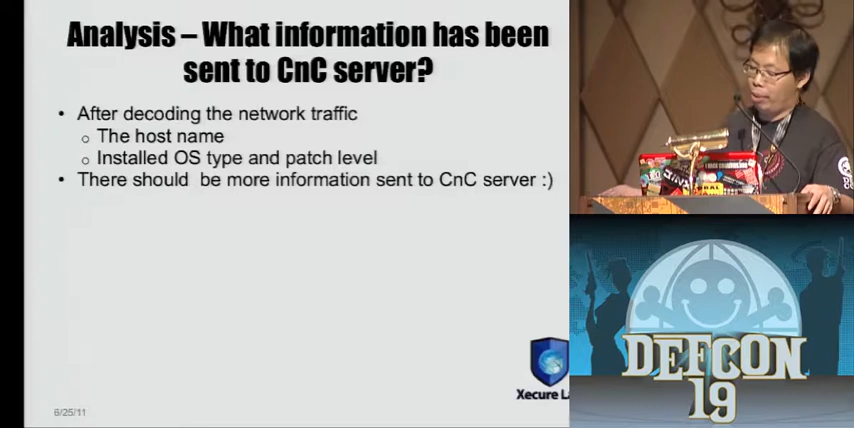 Analysis – What information has been
sent to CnC server?
• After decoding the network traffic
o The host name
o Installed OS type and patch level
• There should be more information sent to CnC server :)
Xecure L
6/25/11
DEFCON
19